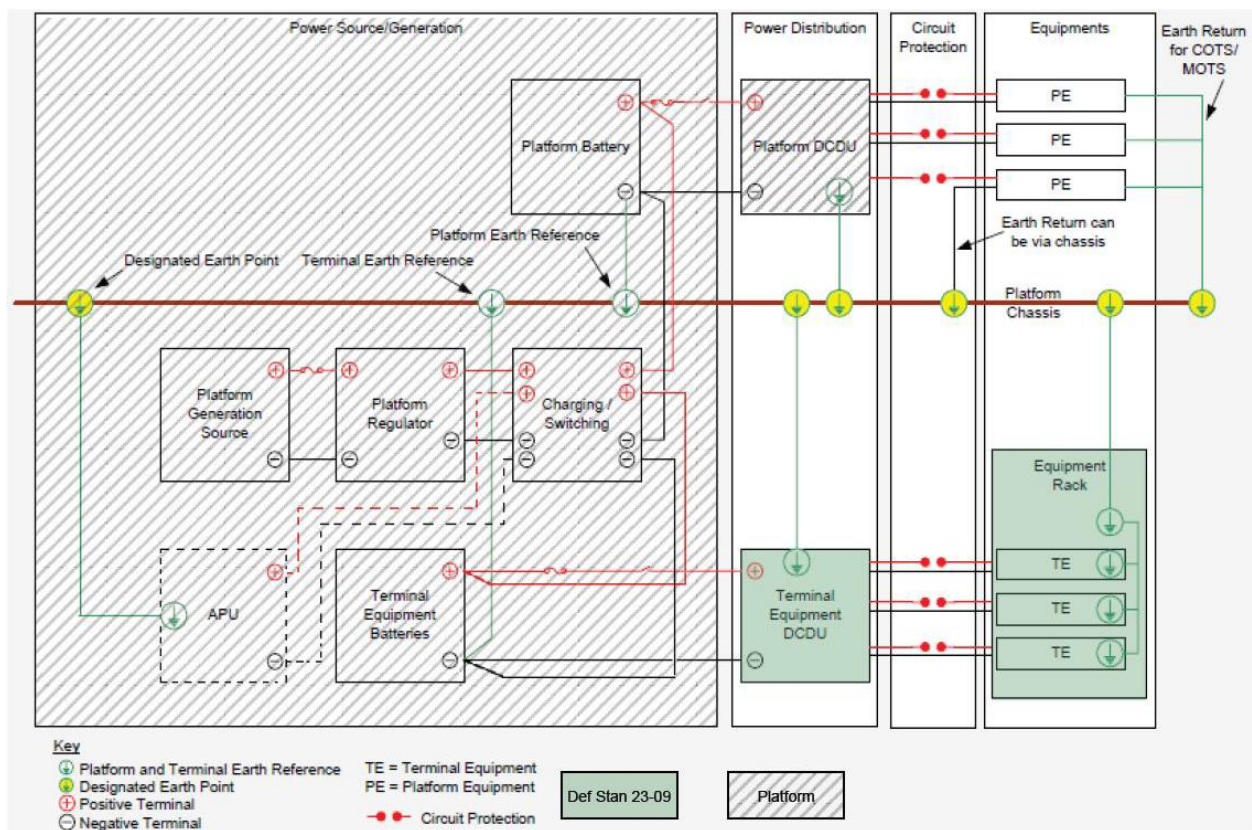 Power Source/Generation
Power Distribution
Circuit
Protection
Equipments
Earth Return
for COTS/
MOTS
Platform Battery
Platform DCDU
PE
PE
PE
Platform Earth Reference
Earth Return can
be via chassis
Designated Earth Point
Terminal Earth Reference
Platform
Chassis
Platform
Generation
Source
Platform
Regulator
Charging /
Switching
Equipment
Rack
APU
Terminal
Equipment
Batteries
Terminal
Equipment
DCDU
TE
TE
TE
Key
Platform and Terminal Earth Reference
Designated Earth Point
Positive Terminal
Negative Terminal
TE = Terminal Equipment
PE = Platform Equipment
Circuit Protection
Def Stan 23-09
Platform